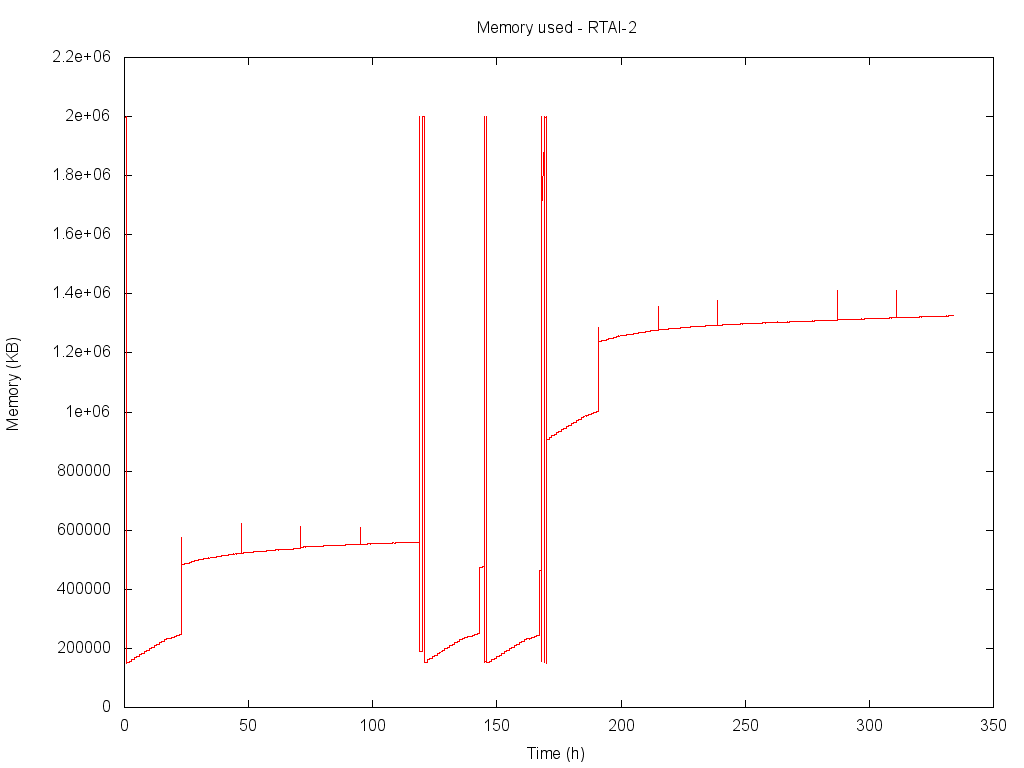 Memory used - RTAI-2
2.2e+06
2e+06
1.8e+06
1.6e+06
1.4e+06
1.2e+06
1e+06
800000
600000
400000
200000
0
Memory (KB)
0 50 100 150 200 250 300 350
Time (h)